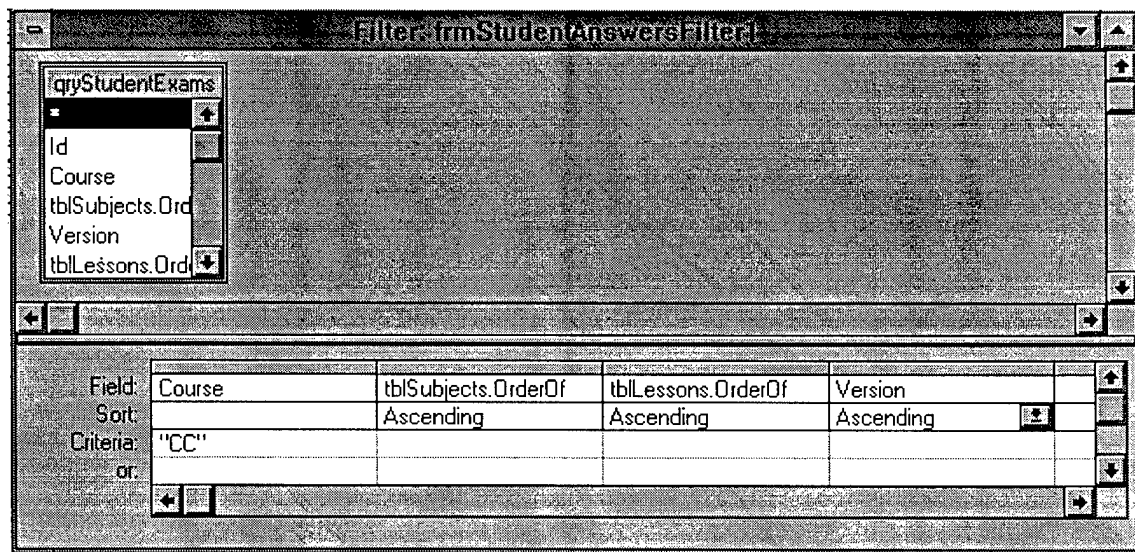 Filter: frmStudentAnswersFilter1
qryStudentExams
*
Id
Course
tblSubjects.Ord
Version
tblLessons.Orde
Field: Course tblSubjects.OrderOf tblLessons.OrderOf Version
Sort: Ascending Ascending Ascending
Criteria: "CC"
or: